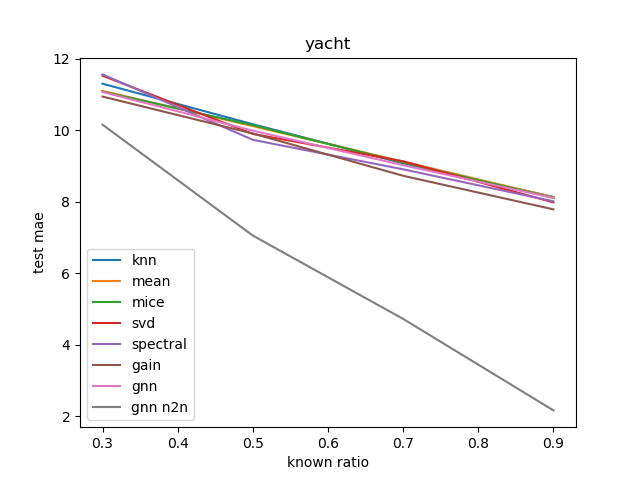 yacht
12
10
8
6
4
2
test mae
knn
mean
mice
svd
spectral
gain
gnn
gnn n2n
0.3 0.4 0.5 0.6 0.7 0.8 0.9
known ratio